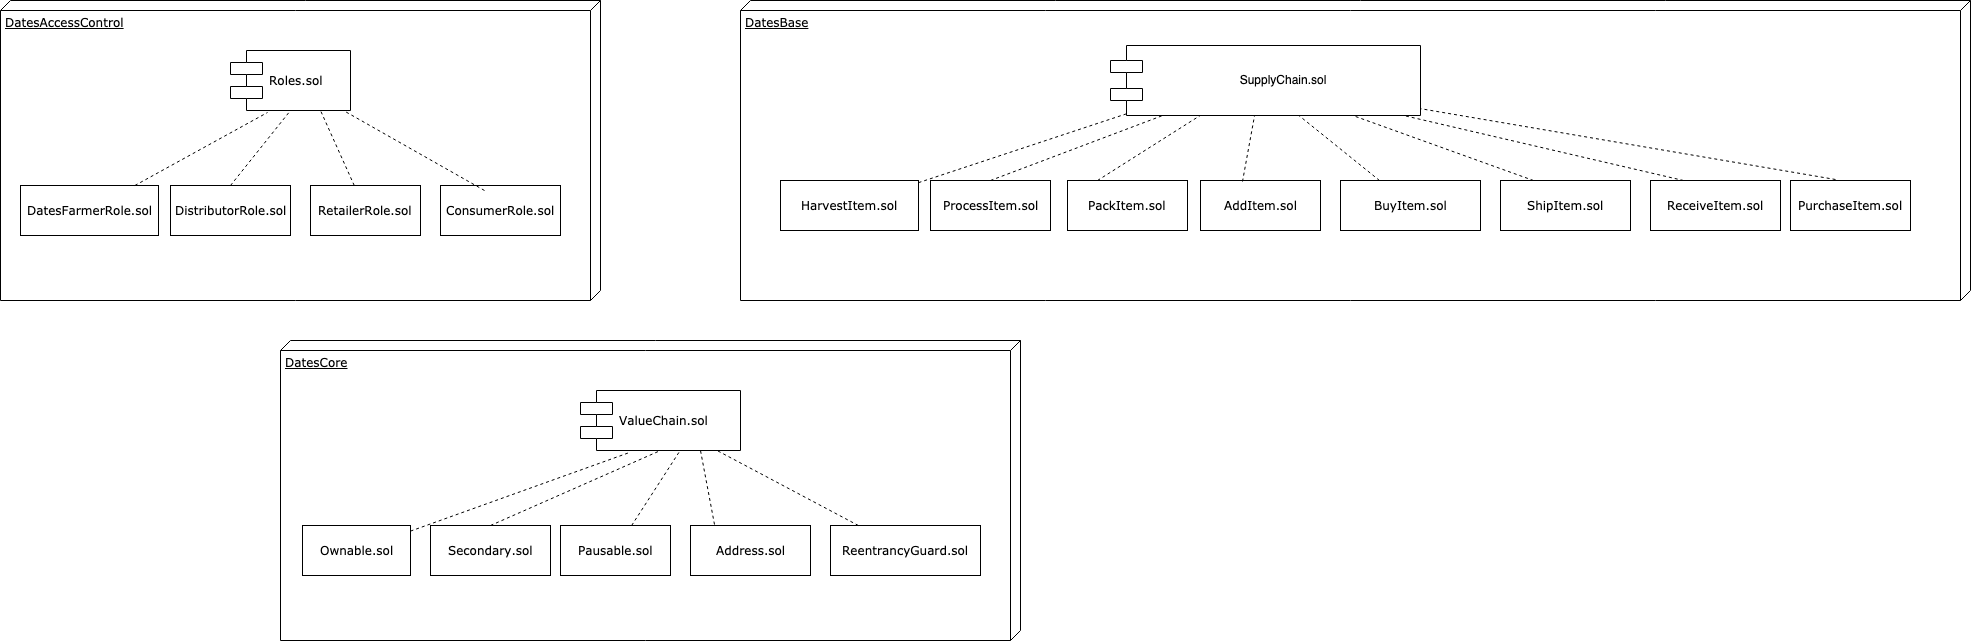 DatesAccessControl
Roles.sol
DatesFarmerRole.sol
DistributorRole.sol
RetailerRole.sol
ConsumerRole.sol
DatesBase
SupplyChain.sol
HarvestItem.sol
ProcessItem.sol
PackItem.sol
AddItem.sol
BuyItem.sol
ShipItem.sol
ReceiveItem.sol
PurchaseItem.sol
DatesCore
ValueChain.sol
Ownable.sol
Secondary.sol
Pausable.sol
Address.sol
ReentrancyGuard.sol